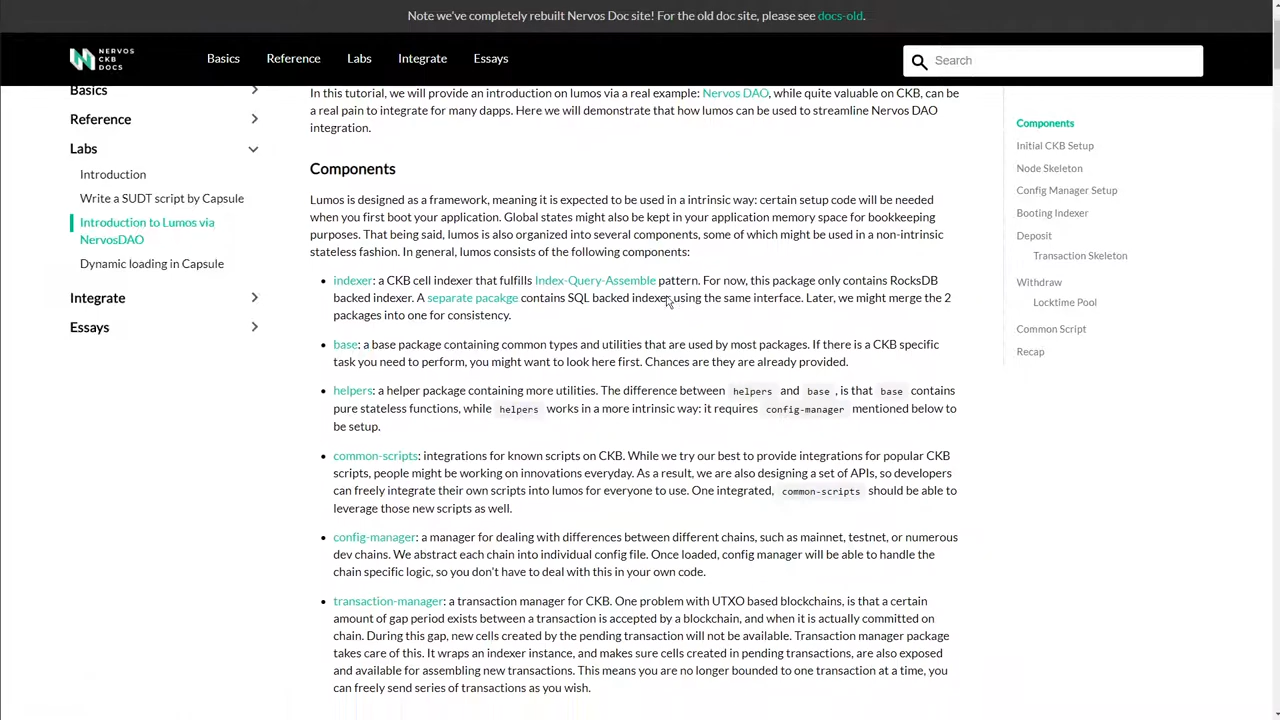 Note we've completely rebuilt Nervos Doc site! For the old doc site, please see docs-old.
NERVOS
CKB
DOCS
Basics
Reference
Labs
Integrate
Essays
Search
Basics
Reference
Labs
Introduction
Write a SUDT script by Capsule
Introduction to Lumos via
NervosDAO
Dynamic loading in Capsule
Integrate
Essays
In this tutorial, we will provide an introduction on lumos via a real example: Nervos DAO, while quite valuable on CKB, can be
a real pain to integrate for many dapps. Here we will demonstrate that how lumos can be used to streamline Nervos DAO
integration.
Components
Lumos is designed as a framework, meaning it is expected to be used in a intrinsic way: certain setup code will be needed
when you first boot your application. Global states might also be kept in your application memory space for bookkeeping
purposes. That being said, lumos is also organized into several components, some of which might be used in a non-intrinsic
stateless fashion. In general, lumos consists of the following components:
• indexer: a CKB cell indexer that fulfills Index-Query-Assemble pattern. For now, this package only contains RocksDB
backed indexer. A separate pacakge contains SQL backed indexer using the same interface. Later, we might merge the 2
packages into one for consistency.
• base: a base package containing common types and utilities that are used by most packages. If there is a CKB specific
task you need to perform, you might want to look here first. Chances are they are already provided.
• helpers: a helper package containing more utilities. The difference between helpers and base , is that base contains
pure stateless functions, while helpers works in a more intrinsic way: it requires config-manager mentioned below to
be setup.
• common-scripts: integrations for known scripts on CKB. While we try our best to provide integrations for popular CKB
scripts, people might be working on innovations everyday. As a result, we are also designing a set of APIs, so developers
can freely integrate their own scripts into lumos for everyone to use. One integrated, common-scripts should be able to
leverage those new scripts as well.
• config-manager: a manager for dealing with differences between different chains, such as mainnet, testnet, or numerous
dev chains. We abstract each chain into individual config file. Once loaded, config manager will be able to handle the
chain specific logic, so you don't have to deal with this in your own code.
• transaction-manager: a transaction manager for CKB. One problem with UTXO based blockchains, is that a certain
amount of gap period exists between a transaction is accepted by a blockchain, and when it is actually committed on
chain. During this gap, new cells created by the pending transaction will not be available. Transaction manager package
takes care of this. It wraps an indexer instance, and makes sure cells created in pending transactions, are also exposed
and available for assembling new transactions. This means you are no longer bounded to one transaction at a time, you
can freely send series of transactions as you wish.
Components
Initial CKB Setup
Node Skeleton
Config Manager Setup
Booting Indexer
Deposit
Transaction Skeleton
Withdraw
Locktime Pool
Common Script
Recap